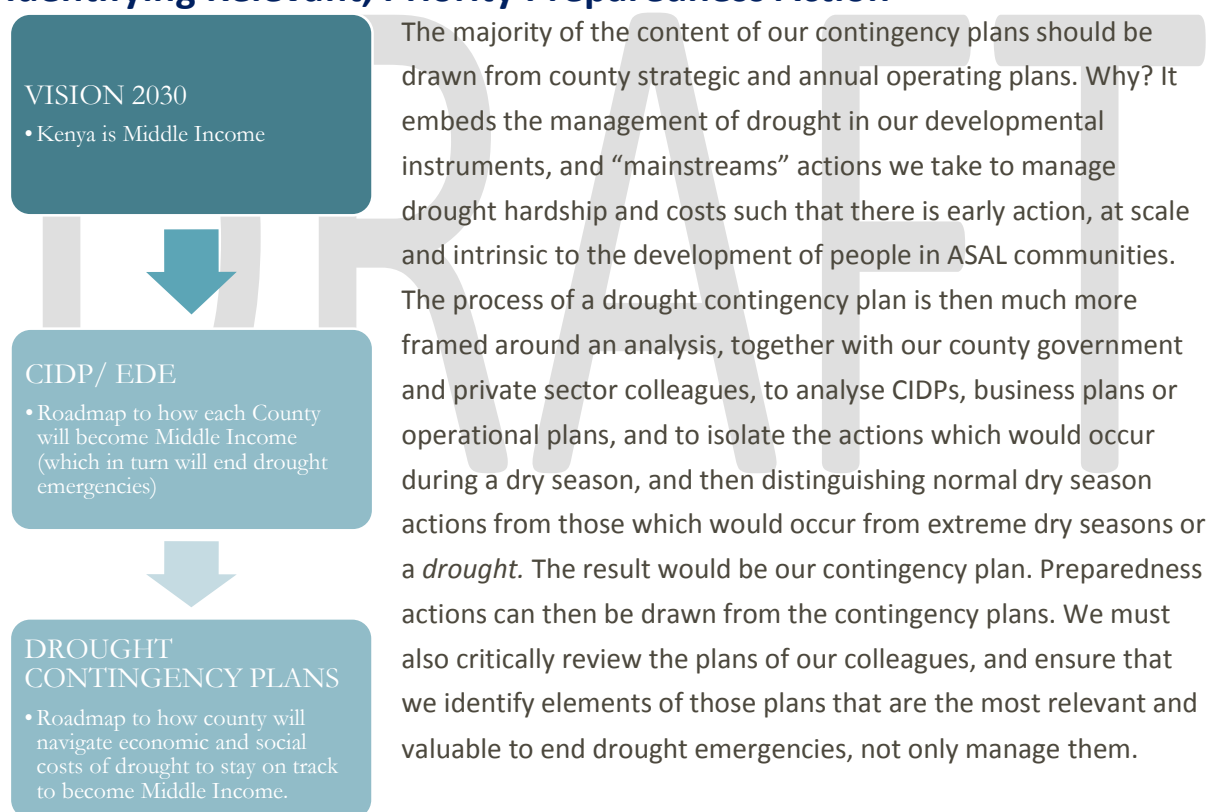 Identifying Relevant, Priority Preparedness Action
VISION 2030
• Kenya is Middle Income
CIDP/ EDE
• Roadmap to how each County
will become Middle Income
(which in turn will end drought
emergencies)
DROUGHT
CONTINGENCY PLANS
• Roadmap to how county will
navigate economic and social
costs of drought to stay on track
to become Middle Income.
The majority of the content of our contingency plans should be
drawn from county strategic and annual operating plans. Why? It
embeds the management of drought in our developmental
instruments, and “mainstreams” actions we take to manage
drought hardship and costs such that there is early action, at scale
and intrinsic to the development of people in ASAL communities.
The process of a drought contingency plan is then much more
framed around an analysis, together with our county government
and private sector colleagues, to analyse CIDPs, business plans or
operational plans, and to isolate the actions which would occur
during a dry season, and then distinguishing normal dry season
actions from those which would occur from extreme dry seasons or
a drought. The result would be our contingency plan. Preparedness
actions can then be drawn from the contingency plans. We must
also critically review the plans of our colleagues, and ensure that
we identify elements of those plans that are the most relevant and
valuable to end drought emergencies, not only manage them.
DRAFT